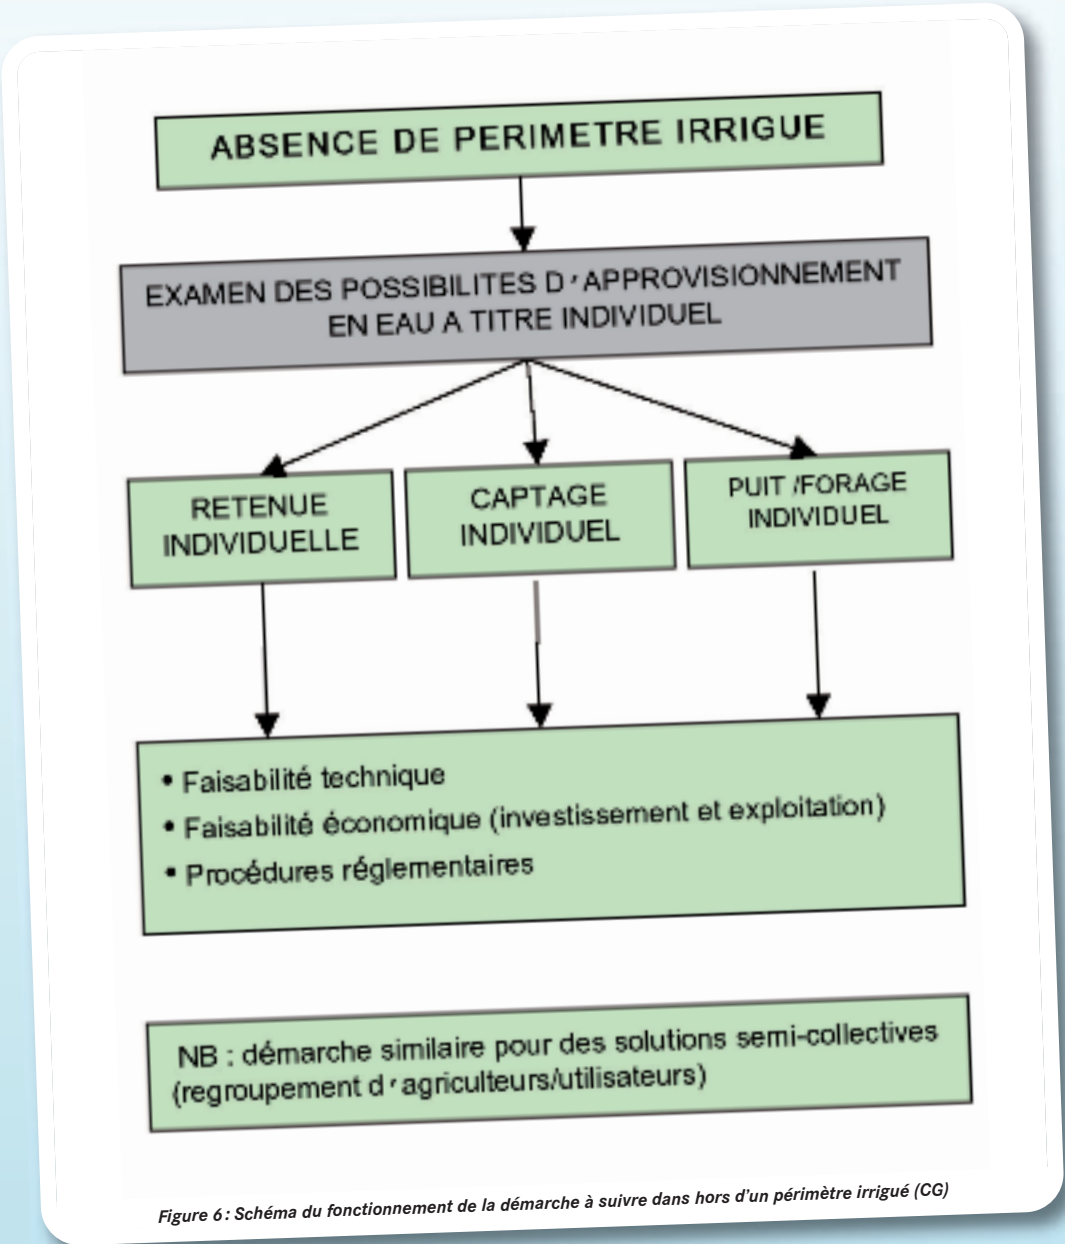 ABSENCE DE PERIMETRE IRRIGUE
EXAMEN DES POSSIBILITES D'APPROVISIONNEMENT
EN EAU A TITRE INDIVIDUEL
RETENUE
INDIVIDUELLE
CAPTAGE
INDIVIDUEL
PUIT /FORAGE
INDIVIDUEL
• Faisabilité technique
• Faisabilité économique (investissement et exploitation)
• Procédures réglementaires
NB : démarche similaire pour des solutions semi-collectives
(regroupement d'agriculteurs/utilisateurs)
Figure 6 : Schéma du fonctionnement de la démarche à suivre dans hors d'un périmètre irrigué (CG)